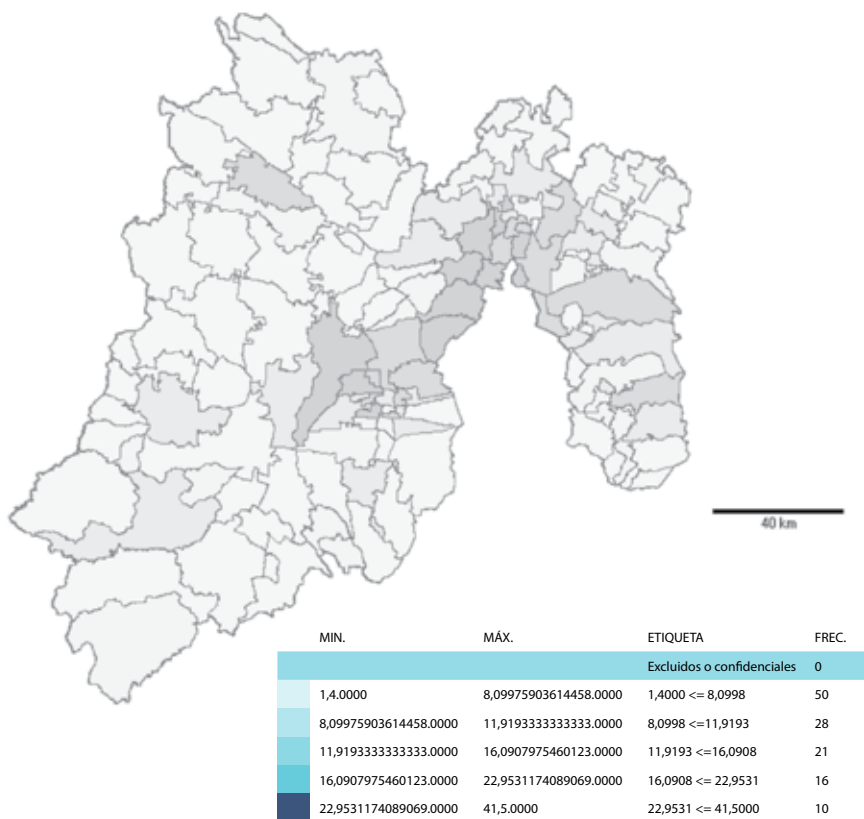 40 km
MIN. MÁX. ETIQUETA FREC.
Excluidos o confidenciales 0
1,4.0000 8,09975903614458.0000 1,4000 <= 8,0998 50
8,09975903614458.0000 11,9193333333333.0000 8,0998 <=11,9193 28
11,9193333333333.0000 16,0907975460123.0000 11,9193 <=16,0908 21
16,0907975460123.0000 22,9531174089069.0000 16,0908 <= 22,9531 16
22,9531174089069.0000 41,5.0000 22,9531 <= 41,5000 10